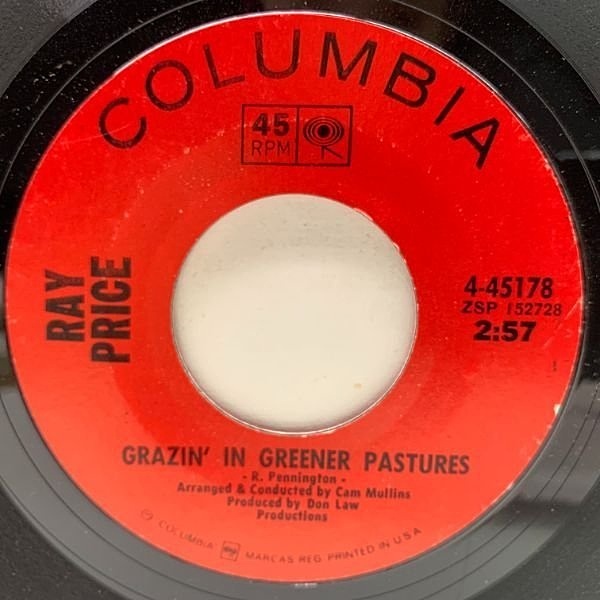 COLUMBIA
45
RPM
RAY
PRICE
4-45178
ZSP 152728
2:57
GRAZIN' IN GREENER PASTURES
- R. Pennington -
Arranged & Conducted by Cam Mullins
Produced by Don Law
Productions
COLUMBIA MARCAS REG. PRINTED IN U.S.A